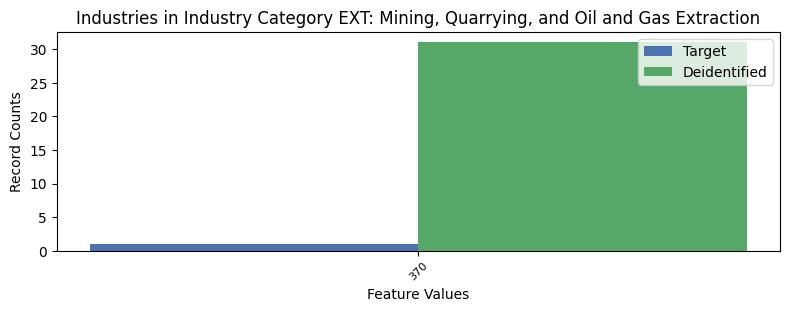 Industries in Industry Category EXT: Mining, Quarrying, and Oil and Gas Extraction
Target
Deidentified
Record Counts
30
25
20
15
10
5
0
370
Feature Values